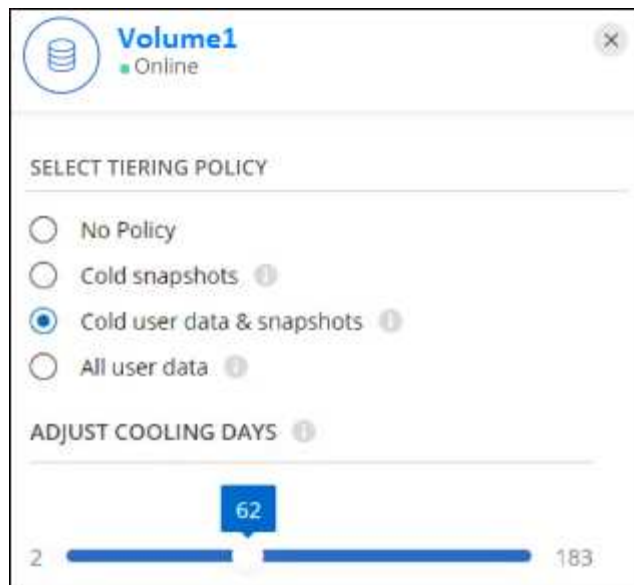 Volume1
Online
SELECT TIERING POLICY
No Policy
Cold snapshots
Cold user data & snapshots
All user data
ADJUST COOLING DAYS
62
2 183